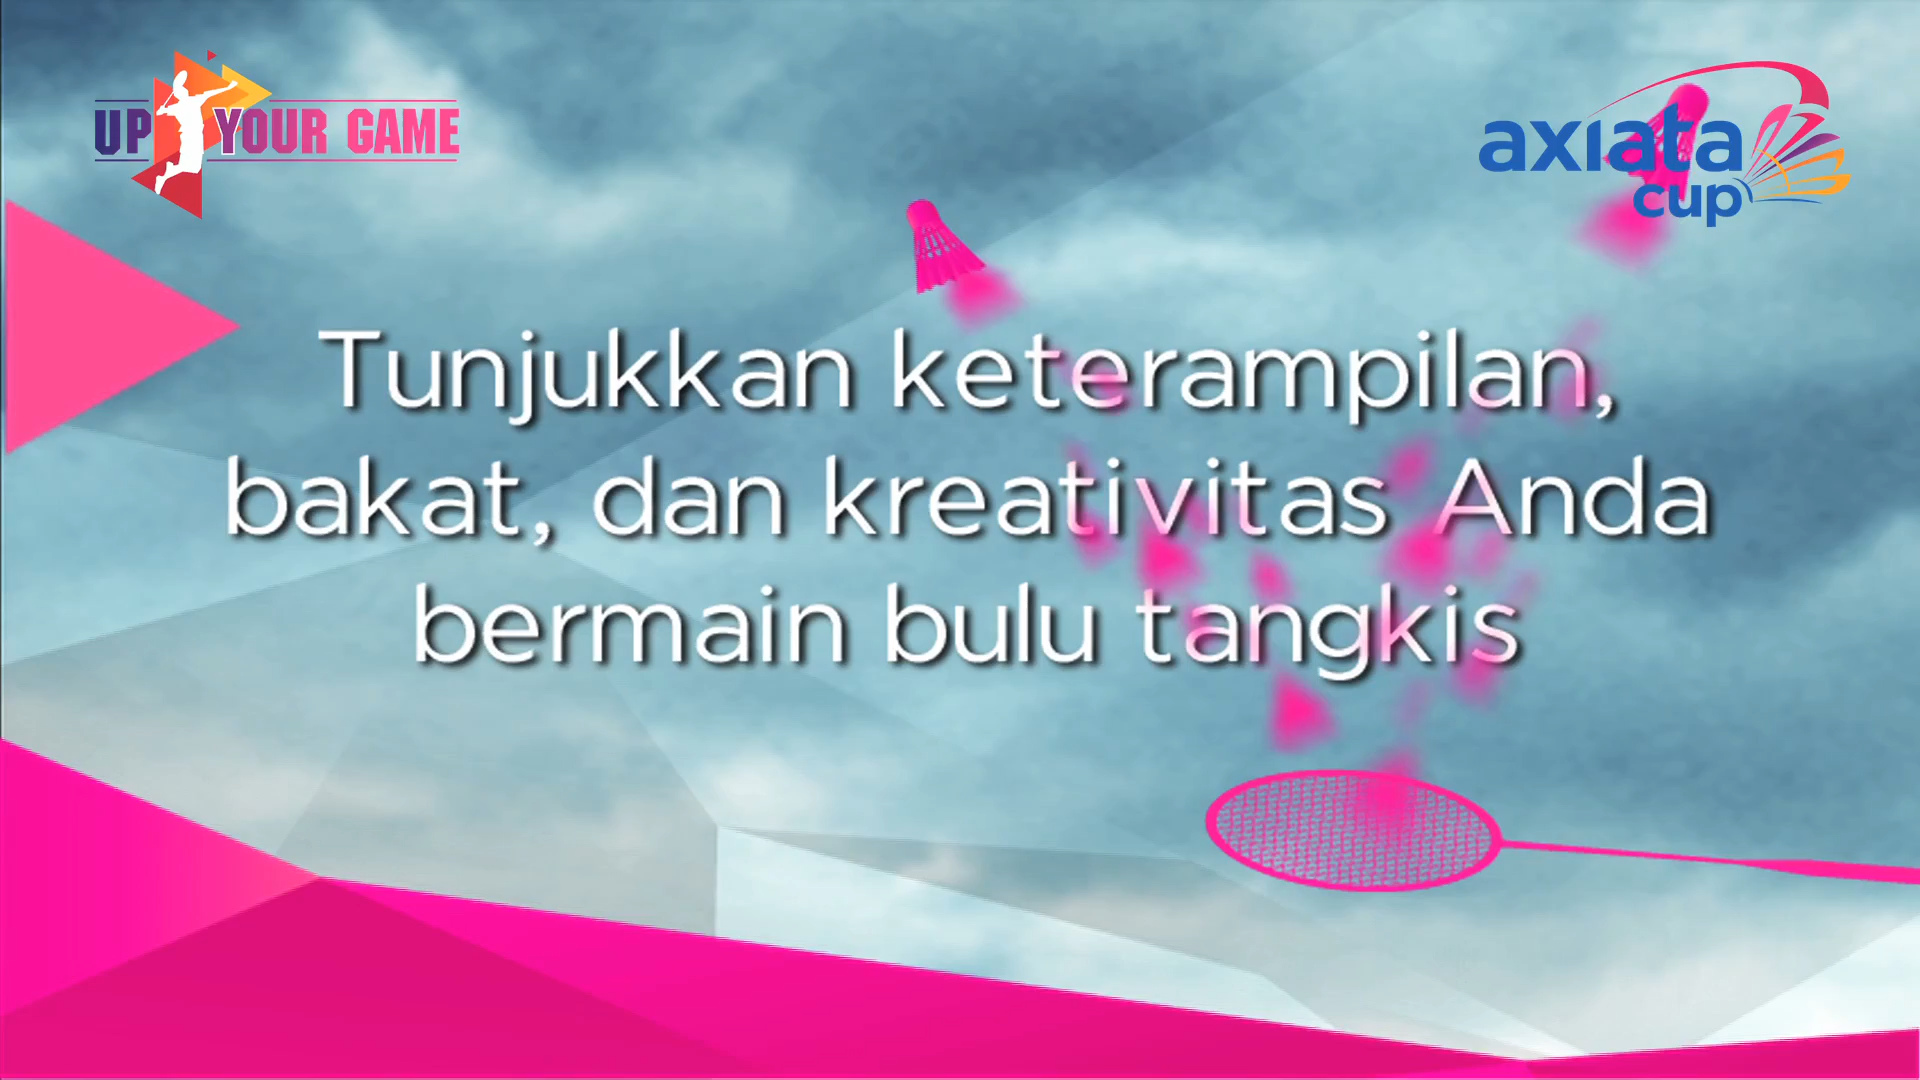 UP YOUR GAME
axiata
cup
Tunjukkan keterampilan,
bakat, dan kreativitas Anda
bermain bulu tangkis